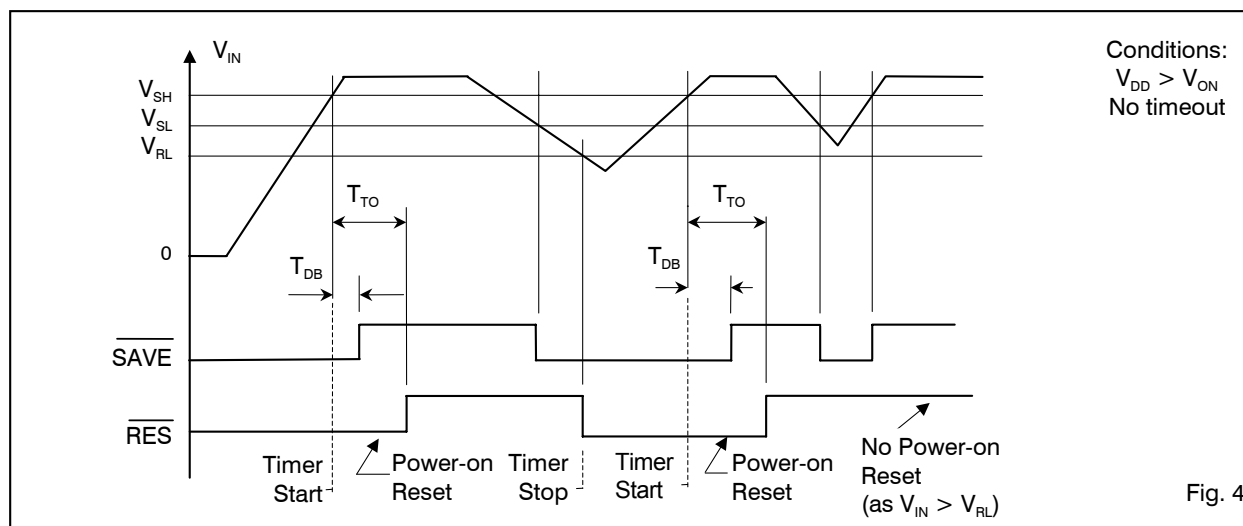 V_IN
Conditions:
V_DD > V_ON
No timeout
V_SH
V_SL
V_RL
T_TO
T_TO
0
T_DB
T_DB
SAVE
RES
Timer
Start
Power-on
Reset
Timer
Stop
Timer
Start
Power-on
Reset
No Power-on
Reset
(as V_IN > V_RL)
Fig. 4